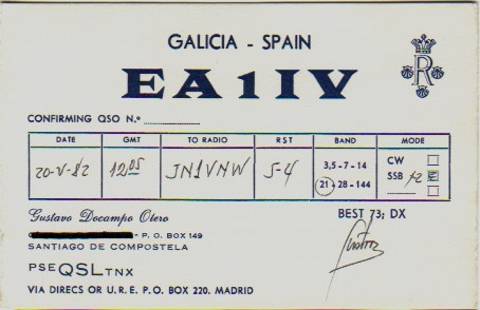 GALICIA - SPAIN
EA1IV
R
CONFIRMING QSO N.º
DATE GMT TO RADIO RST BAND MODE
20-V-82 1205 JN1VNW 5-4 3,5-7-14 CW
21-28-144 SSB x2
Gustavo Docampo Otero BEST 73; DX
- P. O. BOX 149
SANTIAGO DE COMPOSTELA
PSE QSL TNX
VIA DIRECS OR U. R. E. P. O. BOX 220. MADRID